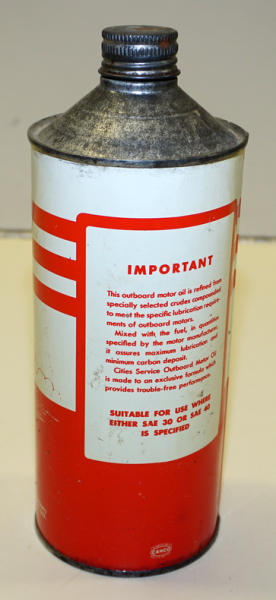 IMPORTANT
This outboard motor oil is refined from
specially selected crudes compounded
to meet the specific lubrication require-
ments of outboard motors.
Mixed with the fuel, in quantities
specified by the motor manufacturer,
it assures maximum lubrication and
minimum carbon deposit.
Cities Service Outboard Motor Oil
is made to an exclusive formula which
provides trouble-free performance.
SUITABLE FOR USE WHERE
EITHER SAE 30 OR SAE 40
IS SPECIFIED
CANCO